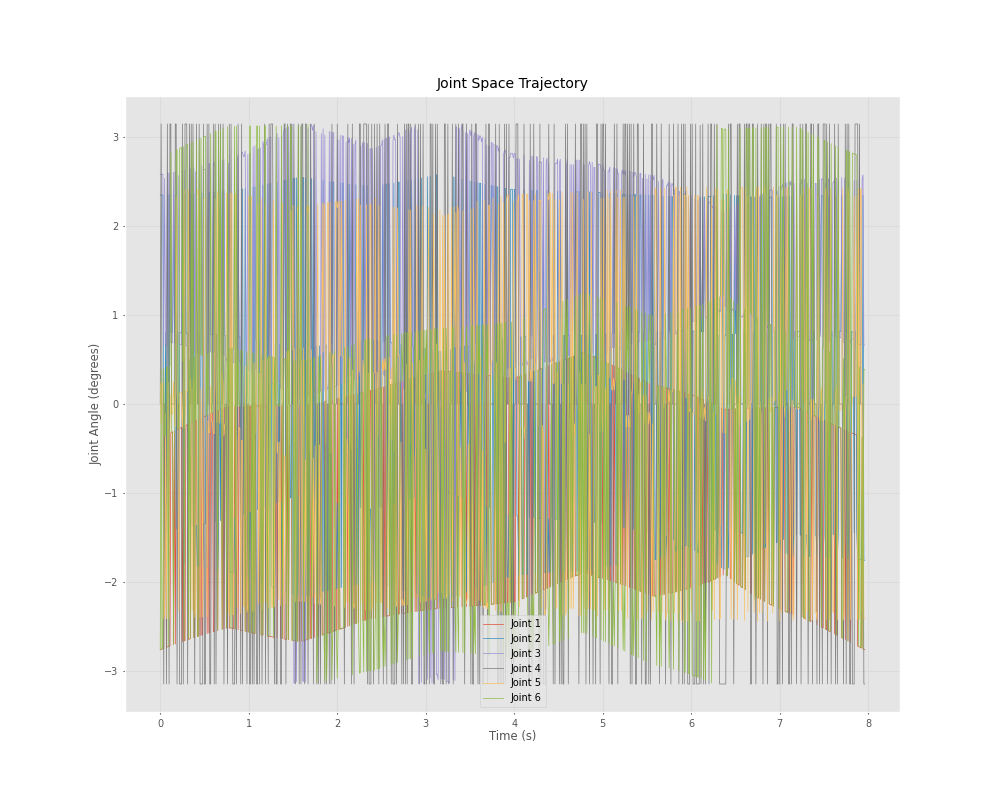 Joint Space Trajectory
Joint Angle (degrees)
3
2
1
0
−1
−2
−3
Joint 1
Joint 2
Joint 3
Joint 4
Joint 5
Joint 6
0 1 2 3 4 5 6 7 8
Time (s)